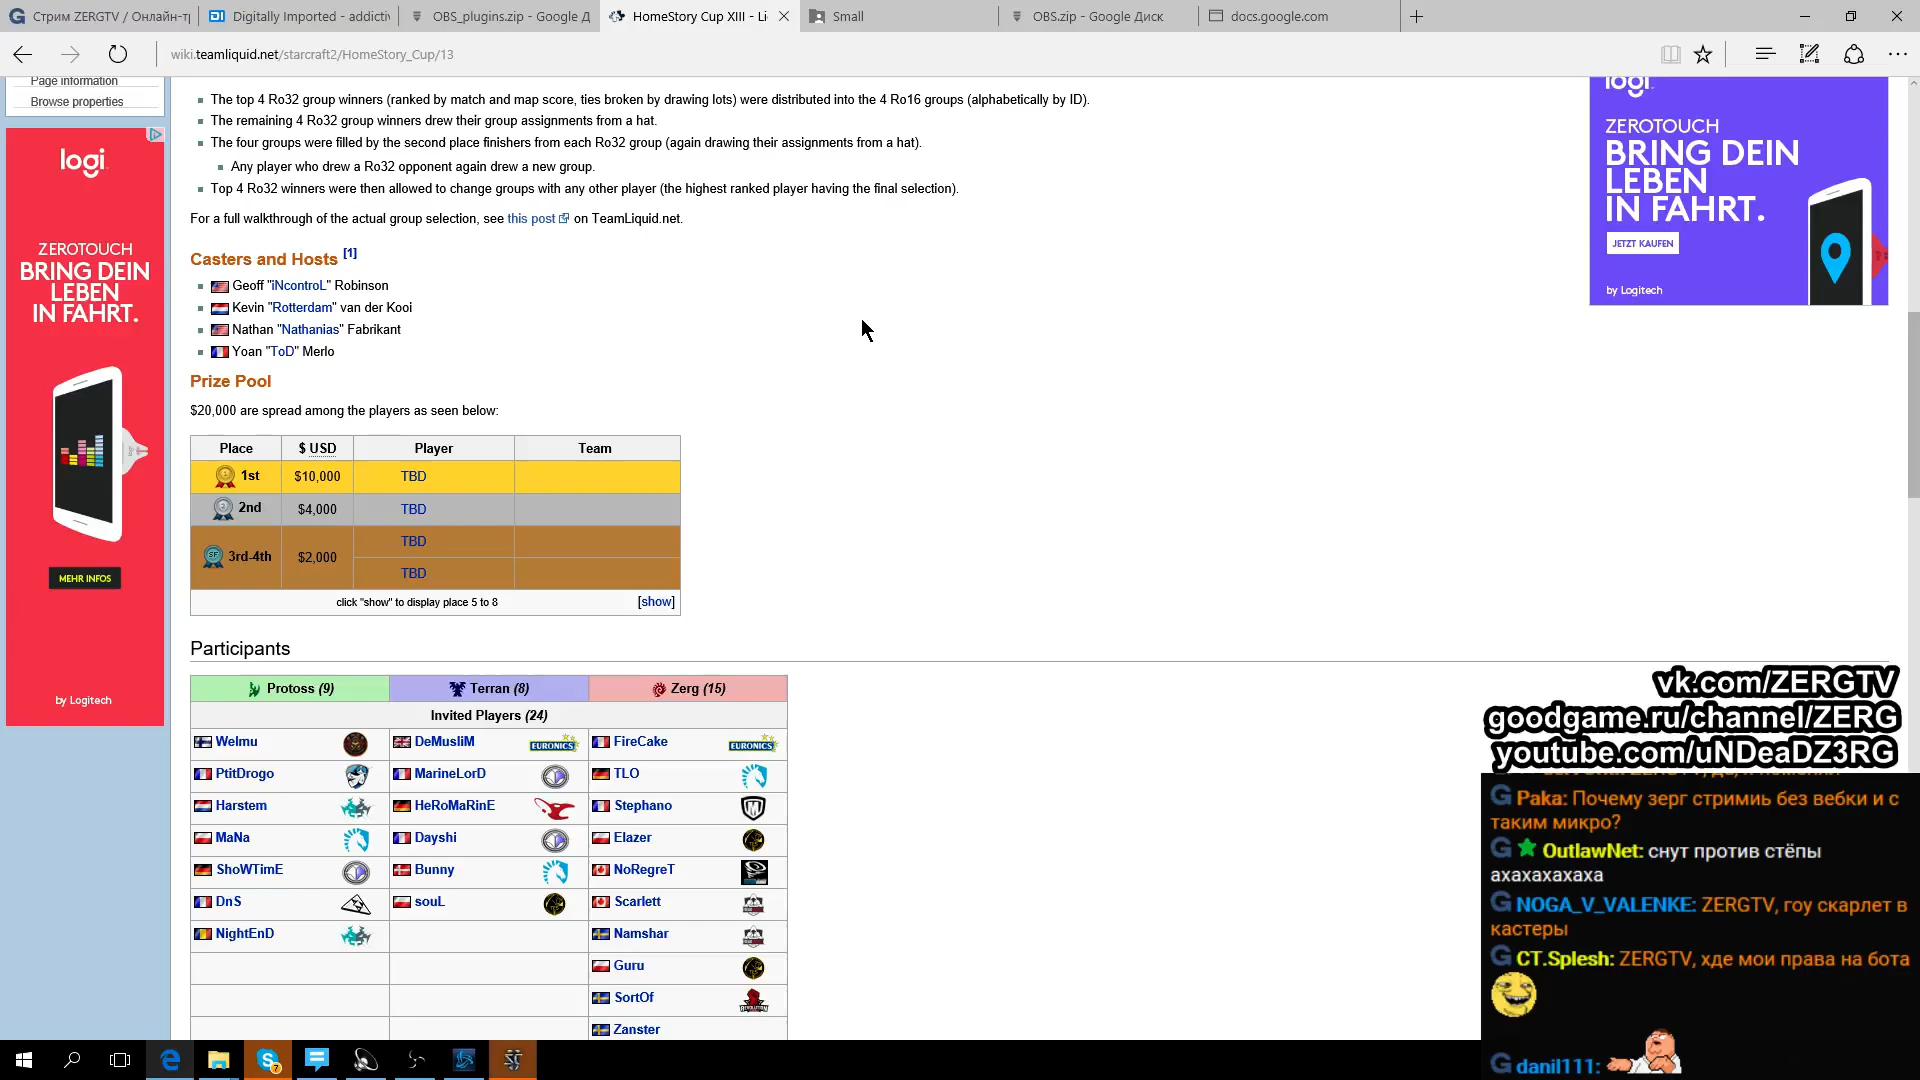 Стрим ZERGTV / Онлайн-т
Digitally Imported - addictiv
OBS_plugins.zip - Google Д
HomeStory Cup XIII - Li
Small
OBS.zip - Google Диск
docs.google.com
wiki.teamliquid.net/starcraft2/HomeStory_Cup/13
Page information
Browse properties
The top 4 Ro32 group winners (ranked by match and map score, ties broken by drawing lots) were distributed into the 4 Ro16 groups (alphabetically by ID).
The remaining 4 Ro32 group winners drew their group assignments from a hat.
The four groups were filled by the second place finishers from each Ro32 group (again drawing their assignments from a hat).
Any player who drew a Ro32 opponent again drew a new group.
Top 4 Ro32 winners were then allowed to change groups with any other player (the highest ranked player having the final selection).
For a full walkthrough of the actual group selection, see this post on TeamLiquid.net.
Casters and Hosts [1]
Geoff "iNcontroL" Robinson
Kevin "Rotterdam" van der Kooi
Nathan "Nathanias" Fabrikant
Yoan "ToD" Merlo
Prize Pool
$20,000 are spread among the players as seen below:
Place $ USD Player Team
1st $10,000 TBD
2nd $4,000 TBD
3rd-4th $2,000 TBD
TBD
click "show" to display place 5 to 8 [show]
Participants
Protoss (9) Terran (8) Zerg (15)
Invited Players (24)
Welmu DeMusliM EURONICS FireCake EURONICS
PtitDrogo MarineLorD TLO
Harstem HeRoMaRinE Stephano
MaNa Dayshi Elazer
ShoWTimE Bunny NoRegreT
DnS souL Scarlett
NightEnD Namshar
Guru
SortOf
Zanster
logi
ZEROTOUCH
BRING DEIN
LEBEN
IN FAHRT.
MEHR INFOS
by Logitech
logi
ZEROTOUCH
BRING DEIN
LEBEN
IN FAHRT.
JETZT KAUFEN
by Logitech
vk.com/ZERGTV
goodgame.ru/channel/ZERG
youtube.com/uNDeaDZ3RG
Paka: Почему зерг стримиь без вебки и с
таким микро?
OutlawNet: снут против стёпы
ахахахахаха
NOGA_V_VALENKE: ZERGTV, гоу скарлет в
кастеры
CT.Splesh: ZERGTV, хде мои права на бота
danil111: